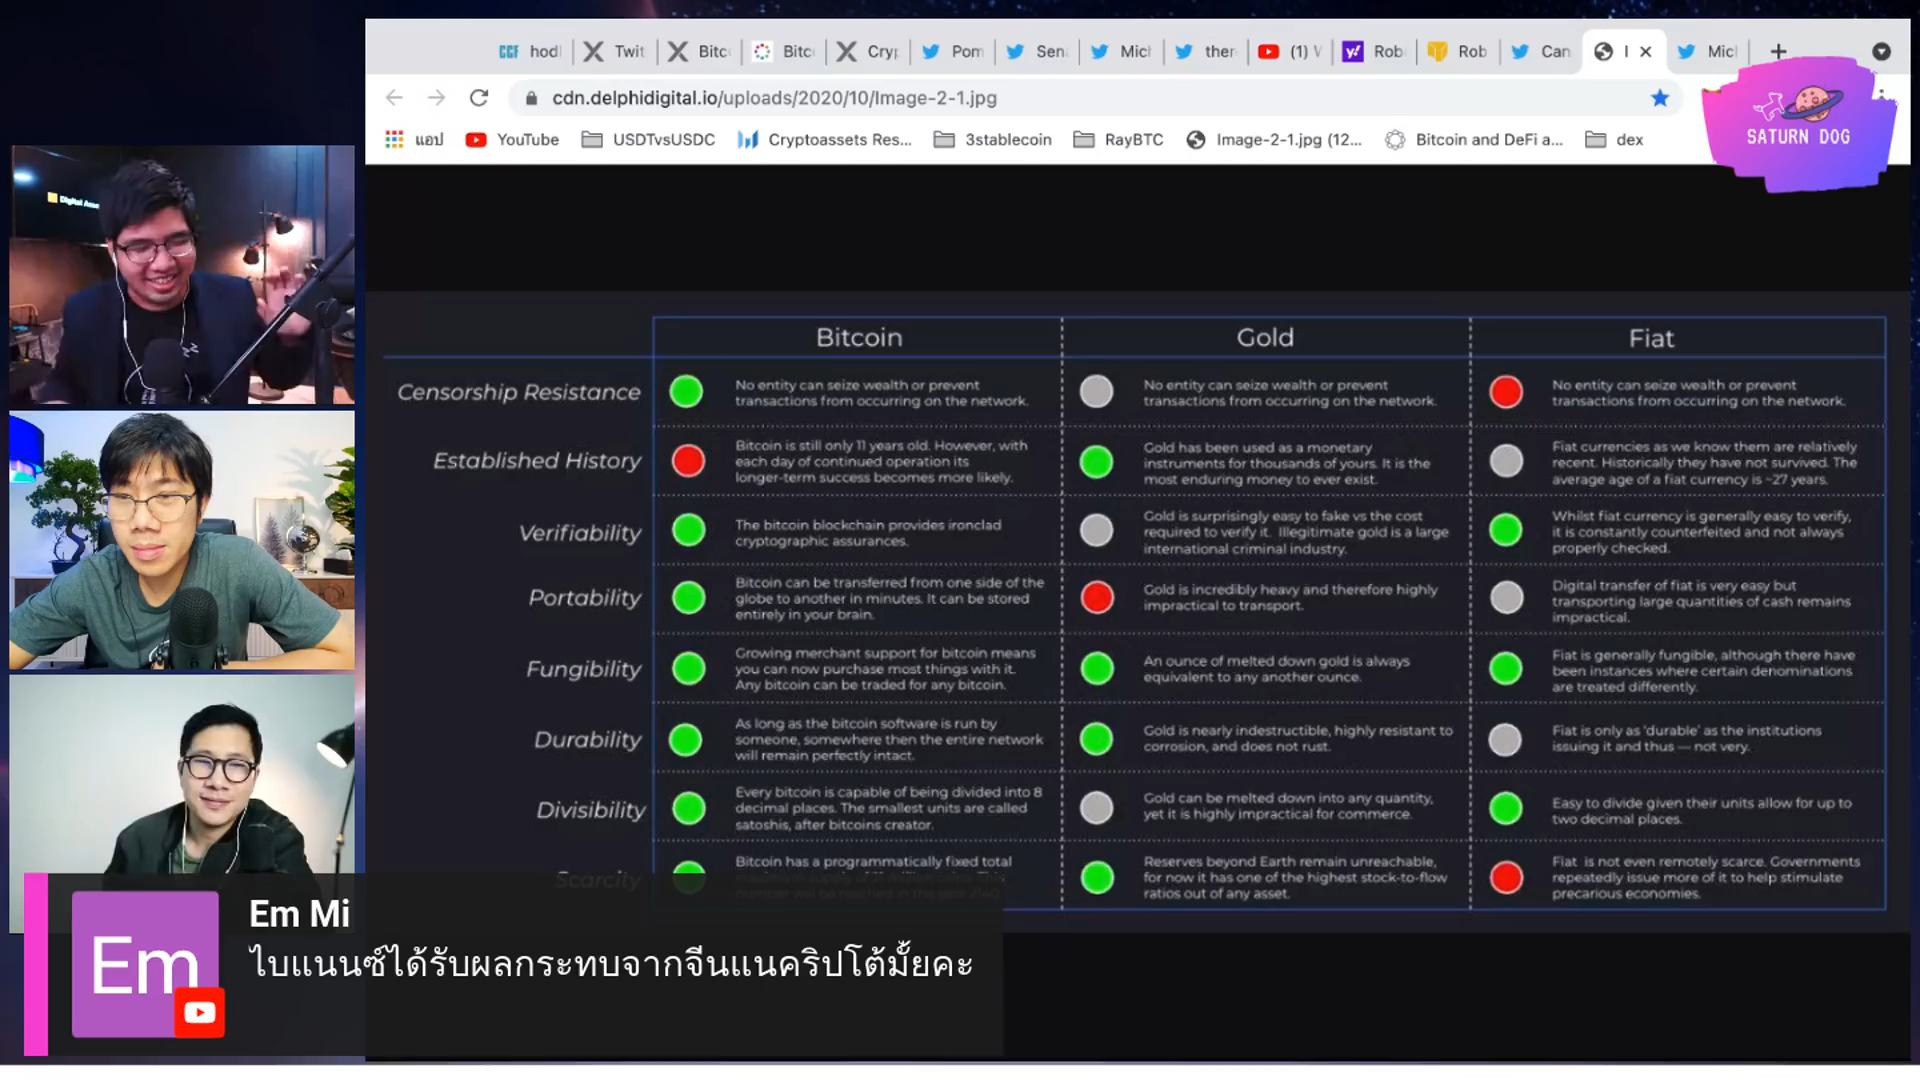 hodl
Twit
Bitc
Bitc
Cryp
Pom
Sen
Mich
ther
(1) V
Rob
Rob
Can
I
Mic
cdn.delphidigital.io/uploads/2020/10/Image-2-1.jpg
แอป
YouTube
USDTvsUSDC
Cryptoassets Res...
3stablecoin
RayBTC
Image-2-1.jpg (12...
Bitcoin and DeFi a...
dex
SATURN DOG
Bitcoin
Gold
Fiat
Censorship Resistance
No entity can seize wealth or prevent
transactions from occurring on the network.
No entity can seize wealth or prevent
transactions from occurring on the network.
No entity can seize wealth or prevent
transactions from occurring on the network.
Established History
Bitcoin is still only 11 years old. However, with
each day of continued operation its
longer-term success becomes more likely.
Gold has been used as a monetary
instruments for thousands of yours. It is the
most enduring money to ever exist.
Fiat currencies as we know them are relatively
recent. Historically they have not survived. The
average age of a fiat currency is ~27 years.
Verifiability
The bitcoin blockchain provides ironclad
cryptographic assurances.
Gold is surprisingly easy to fake vs the cost
required to verify it. Illegitimate gold is a large
international criminal industry.
Whilst fiat currency is generally easy to verify,
it is constantly counterfeited and not always
properly checked.
Portability
Bitcoin can be transferred from one side of the
globe to another in minutes. It can be stored
entirely in your brain.
Gold is incredibly heavy and therefore highly
impractical to transport.
Digital transfer of fiat is very easy but
transporting large quantities of cash remains
impractical.
Fungibility
Growing merchant support for bitcoin means
you can now purchase most things with it.
Any bitcoin can be traded for any bitcoin.
An ounce of melted down gold is always
equivalent to any another ounce.
Fiat is generally fungible, although there have
been instances where certain denominations
are treated differently.
Durability
As long as the bitcoin software is run by
someone, somewhere then the entire network
will remain perfectly intact.
Gold is nearly indestructible, highly resistant to
corrosion, and does not rust.
Fiat is only as 'durable' as the institutions
issuing it and thus — not very.
Divisibility
Every bitcoin is capable of being divided into 8
decimal places. The smallest units are called
satoshis, after bitcoins creator.
Gold can be melted down into any quantity,
yet it is highly impractical for commerce.
Easy to divide given their units allow for up to
two decimal places.
Scarcity
Bitcoin has a programmatically fixed total
Reserves beyond Earth remain unreachable,
for now it has one of the highest stock-to-flow
ratios out of any asset.
Fiat is not even remotely scarce. Governments
repeatedly issue more of it to help stimulate
precarious economies.
Em
Em Mi
ไบแนนซ์ได้รับผลกระทบจากจีนแนคริปโต้มั้ยคะ